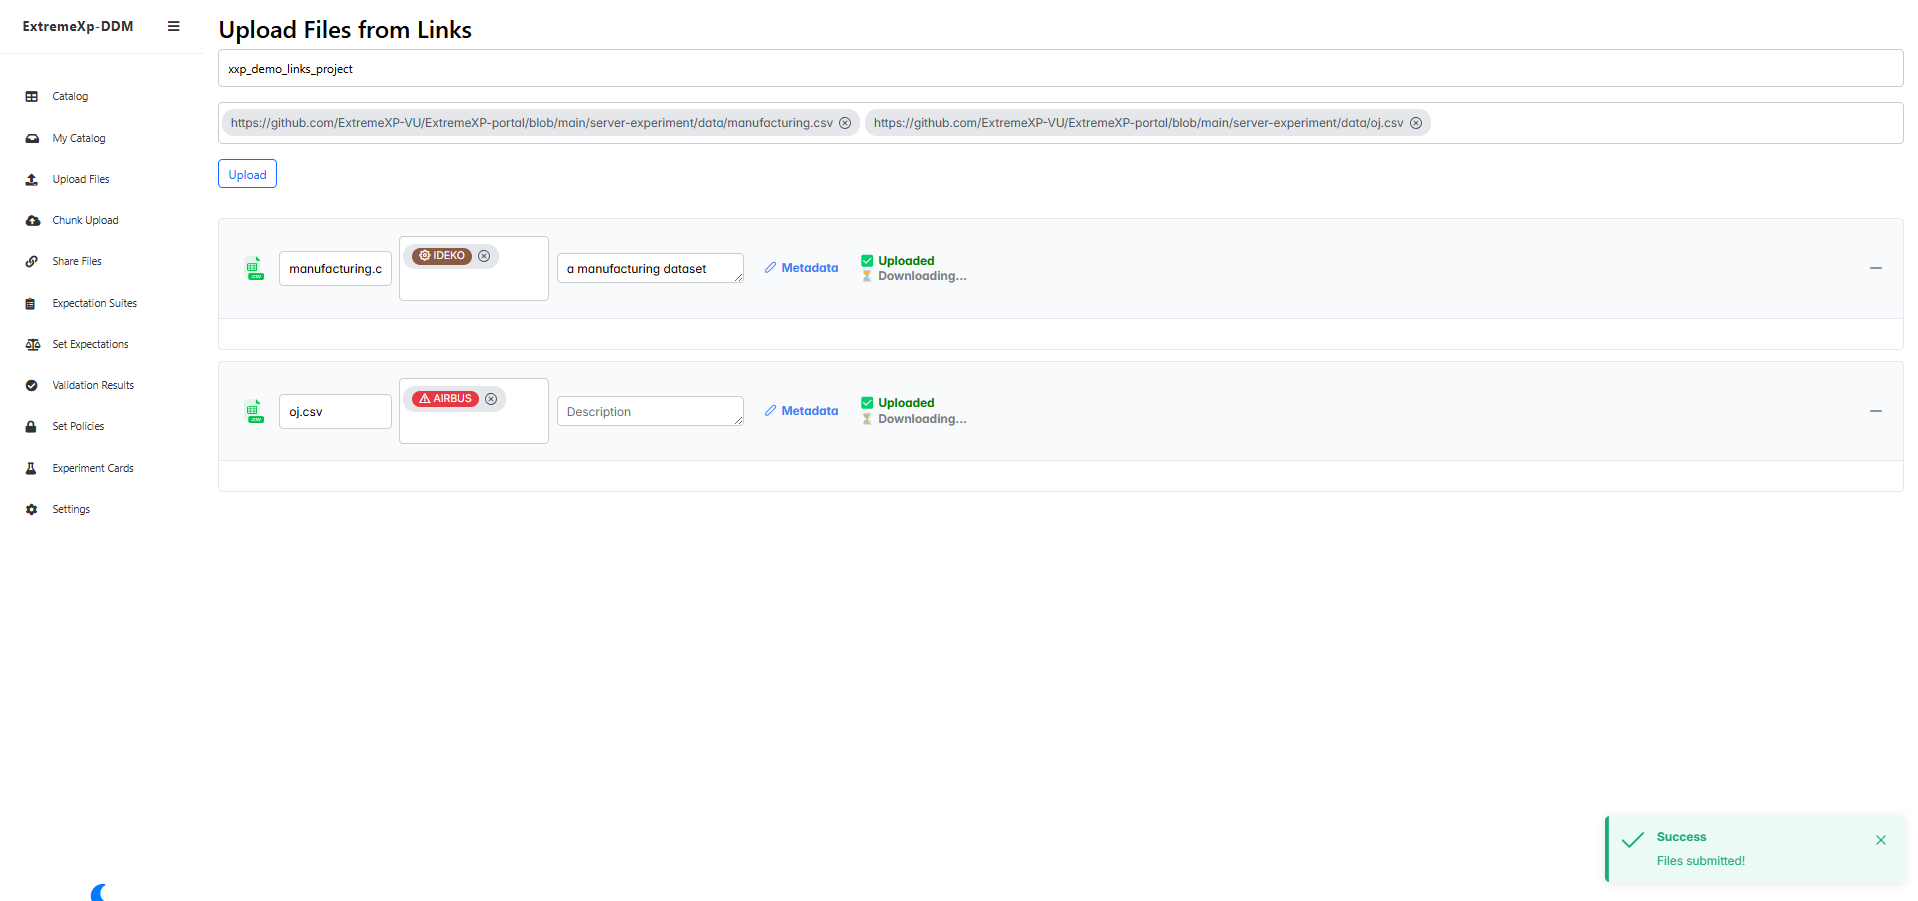 ExtremeXp-DDM
Catalog
My Catalog
Upload Files
Chunk Upload
Share Files
Expectation Suites
Set Expectations
Validation Results
Set Policies
Experiment Cards
Settings
Upload Files from Links
xxp_demo_links_project
https://github.com/ExtremeXP-VU/ExtremeXP-portal/blob/main/server-experiment/data/manufacturing.csv https://github.com/ExtremeXP-VU/ExtremeXP-portal/blob/main/server-experiment/data/oj.csv
Upload
CSV manufacturing.c IDEKO a manufacturing dataset Metadata Uploaded
Downloading...
CSV oj.csv AIRBUS Description Metadata Uploaded
Downloading...
Success
Files submitted!